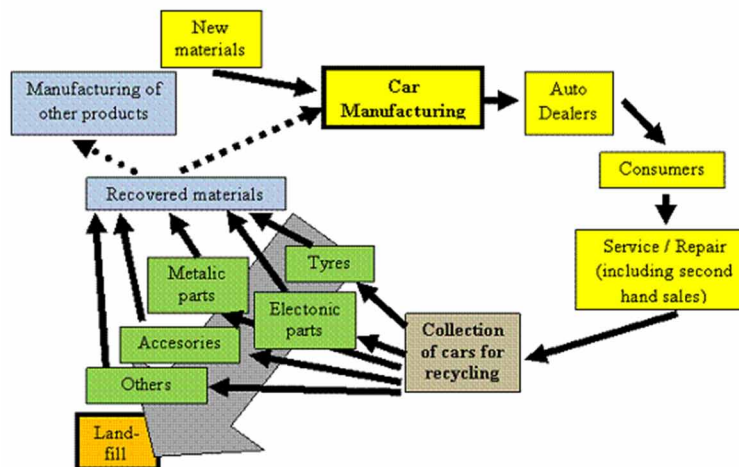 New
materials
Manufacturing of
other products
Car
Manufacturing
Auto
Dealers
Consumers
Recovered materials
Service / Repair
(including second
hand sales)
Tyres
Metalic
parts
Electonic
parts
Collection
of cars for
recycling
Accesories
Others
Land-
fill